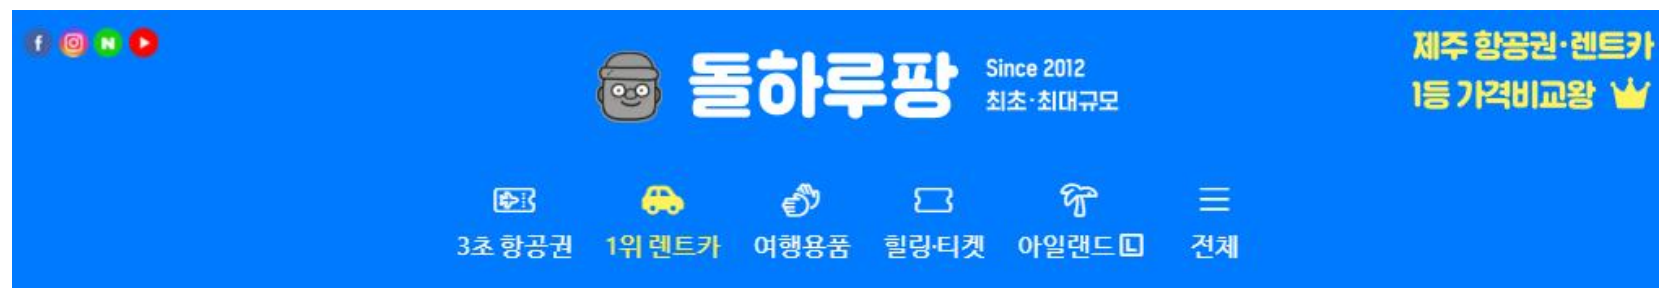 제주 항공권·렌트카
1등 가격비교왕
돌하루팡
Since 2012
최초·최대규모
3초 항공권
1위 렌트카
여행용품
힐링·티켓
아일랜드 L
전체